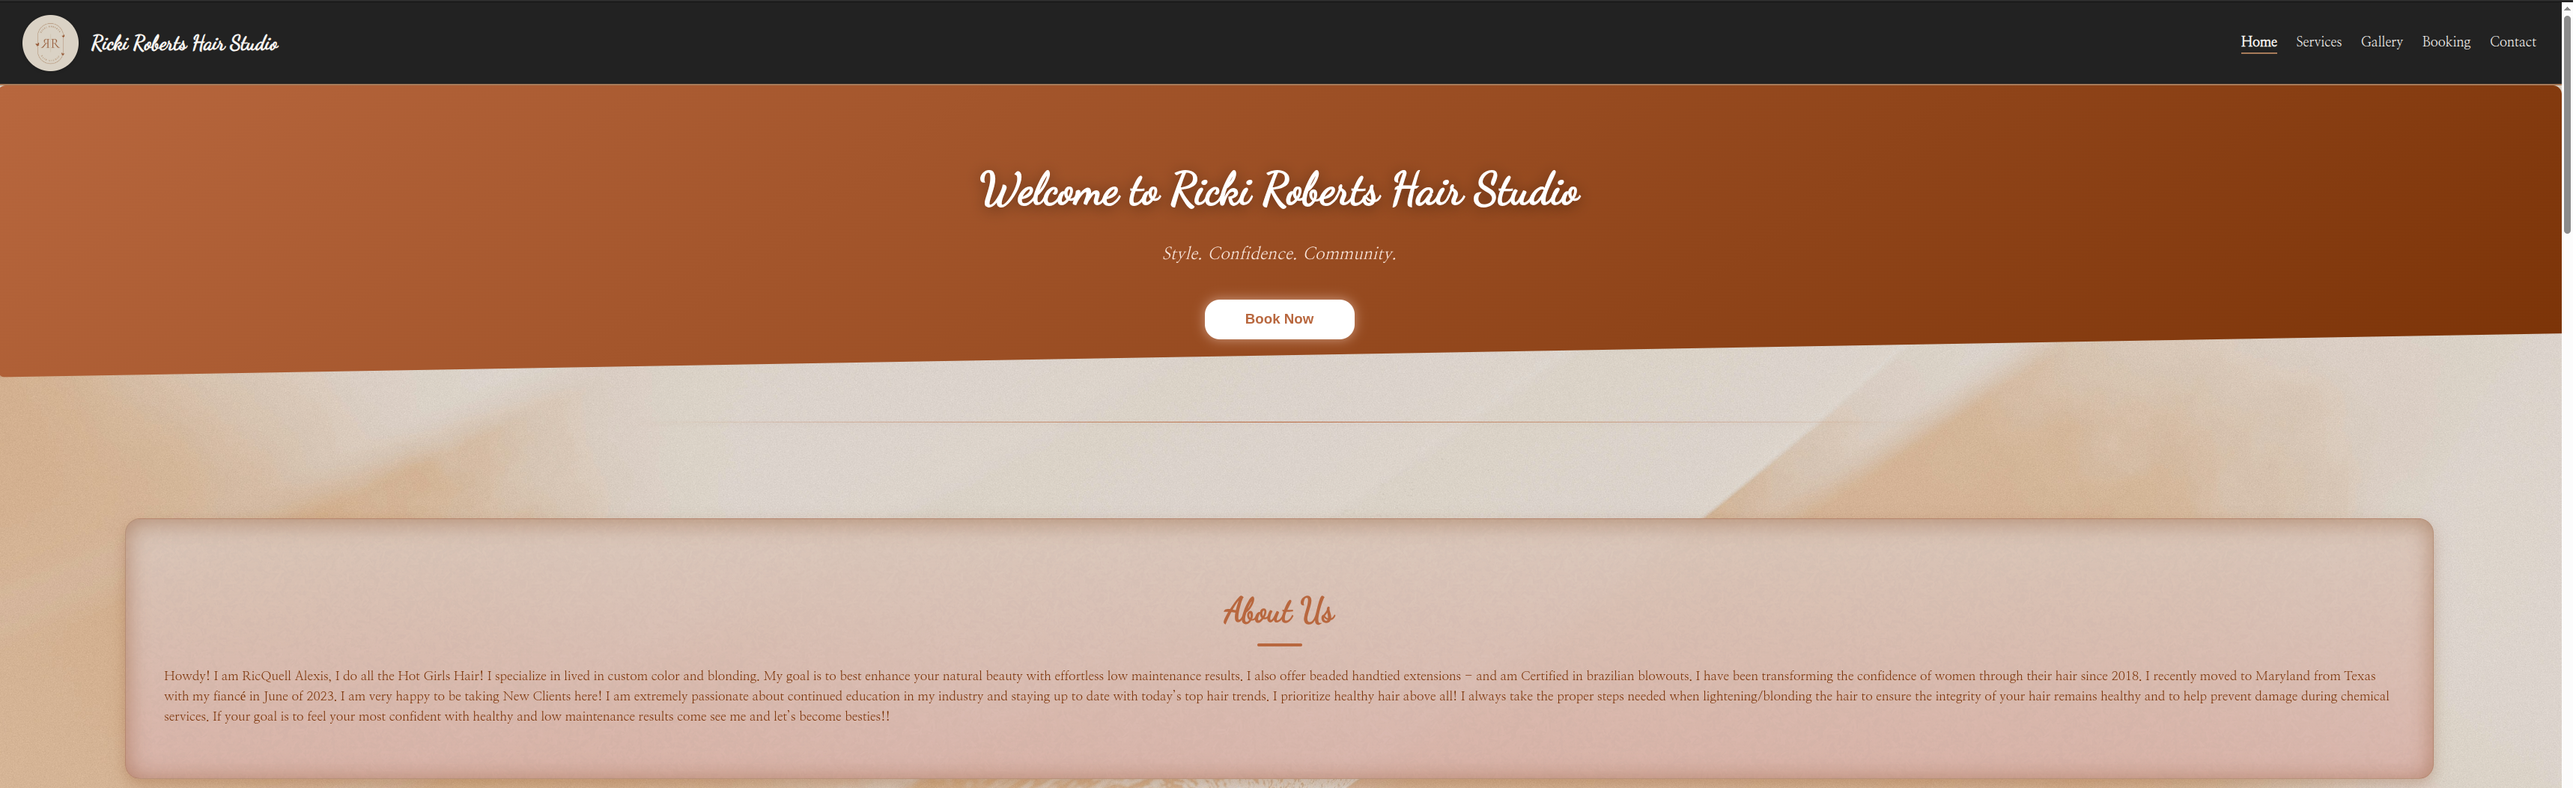 ЯR
Ricki Roberts Hair Studio
Home Services Gallery Booking Contact
Welcome to Ricki Roberts Hair Studio
Style. Confidence. Community.
Book Now
About Us
Howdy! I am RicQuell Alexis, I do all the Hot Girls Hair! I specialize in lived in custom color and blonding. My goal is to best enhance your natural beauty with effortless low maintenance results. I also offer beaded handtied extensions - and am Certified in brazilian blowouts. I have been transforming the confidence of women through their hair since 2018. I recently moved to Maryland from Texas
with my fiancé in June of 2023. I am very happy to be taking New Clients here! I am extremely passionate about continued education in my industry and staying up to date with today's top hair trends. I prioritize healthy hair above all! I always take the proper steps needed when lightening/blonding the hair to ensure the integrity of your hair remains healthy and to help prevent damage during chemical
services. If your goal is to feel your most confident with healthy and low maintenance results come see me and let's become besties!!